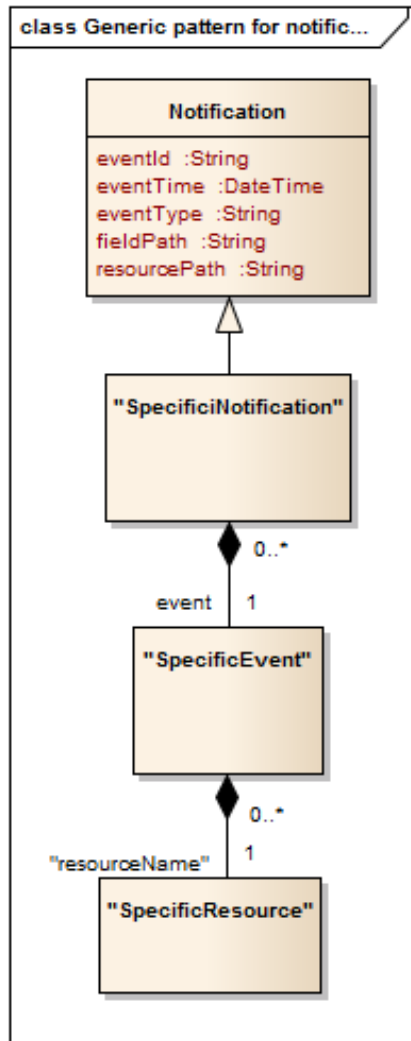 class Generic pattern for notific...
Notification
eventId :String
eventTime :DateTime
eventType :String
fieldPath :String
resourcePath :String
"SpecificiNotification"
0..*
event 1
"SpecificEvent"
0..*
1
"resourceName"
"SpecificResource"